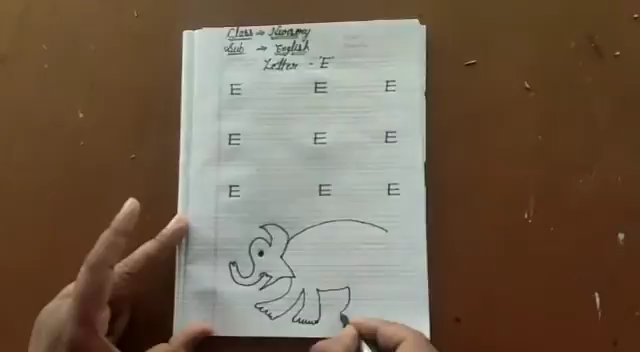 Class → Nursery
Sub → English
Letter - "E"
E E E
E E E
E E E